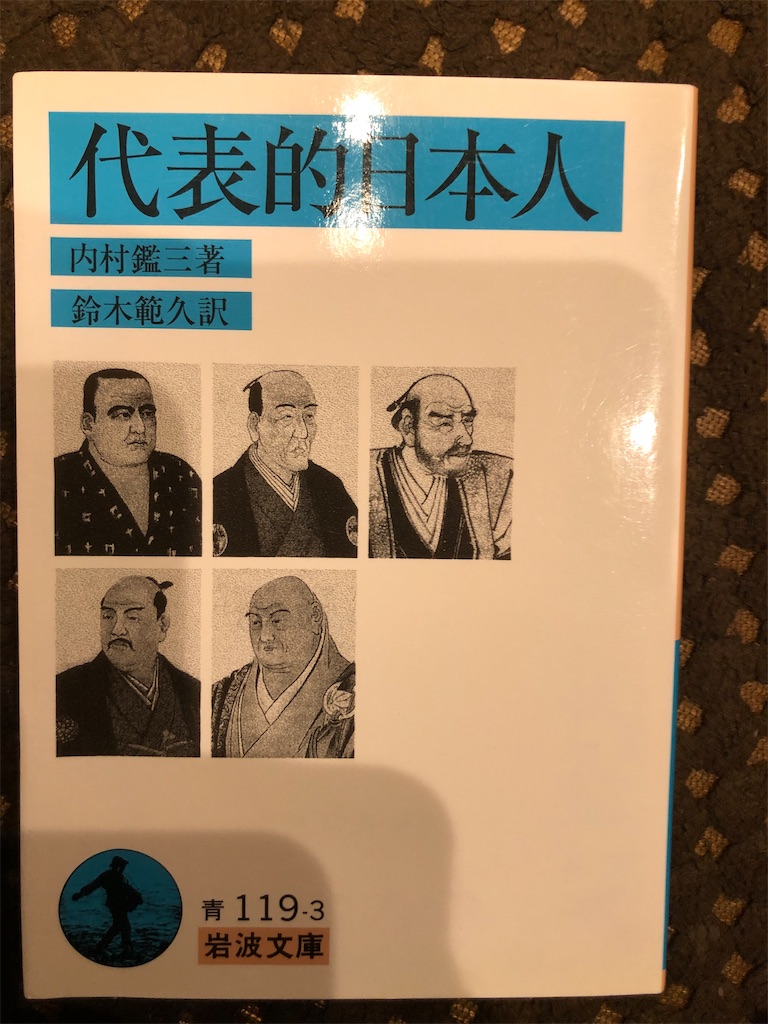 代表的日本人
内村鑑三著
鈴木範久訳
青 119-3
岩波文庫